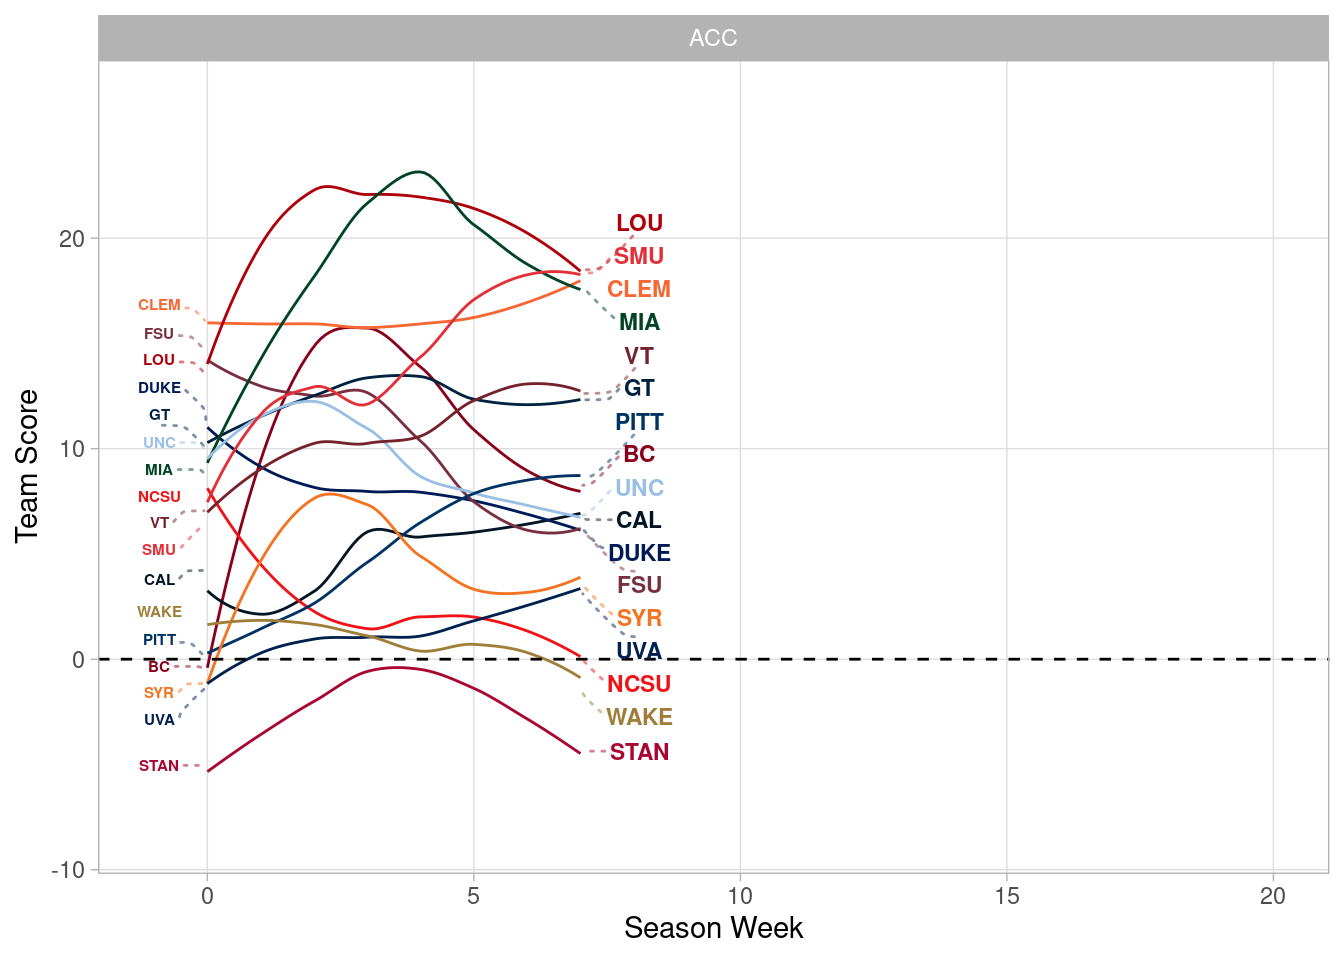 ACC
Team Score
20
10
0
-10
CLEM
FSU
LOU
DUKE
GT
UNC
MIA
NCSU
VT
SMU
CAL
WAKE
PITT
BC
SYR
UVA
STAN
LOU
SMU
CLEM
MIA
VT
GT
PITT
BC
UNC
CAL
DUKE
FSU
SYR
UVA
NCSU
WAKE
STAN
0 5 10 15 20
Season Week